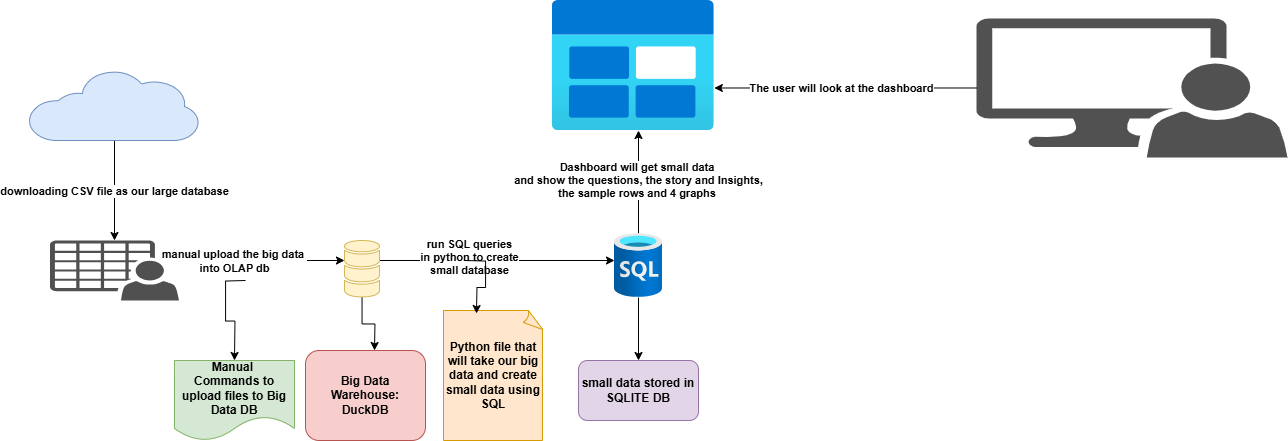 The user will look at the dashboard
Dashboard will get small data
and show the questions, the story and Insights,
the sample rows and 4 graphs
downloading CSV file as our large database
manual upload the big data
into OLAP db
run SQL queries
in python to create
small database
SQL
Manual
Commands to
upload files to Big
Data DB
Big Data
Warehouse:
DuckDB
Python file that
will take our big
data and create
small data using
SQL
small data stored in
SQLITE DB